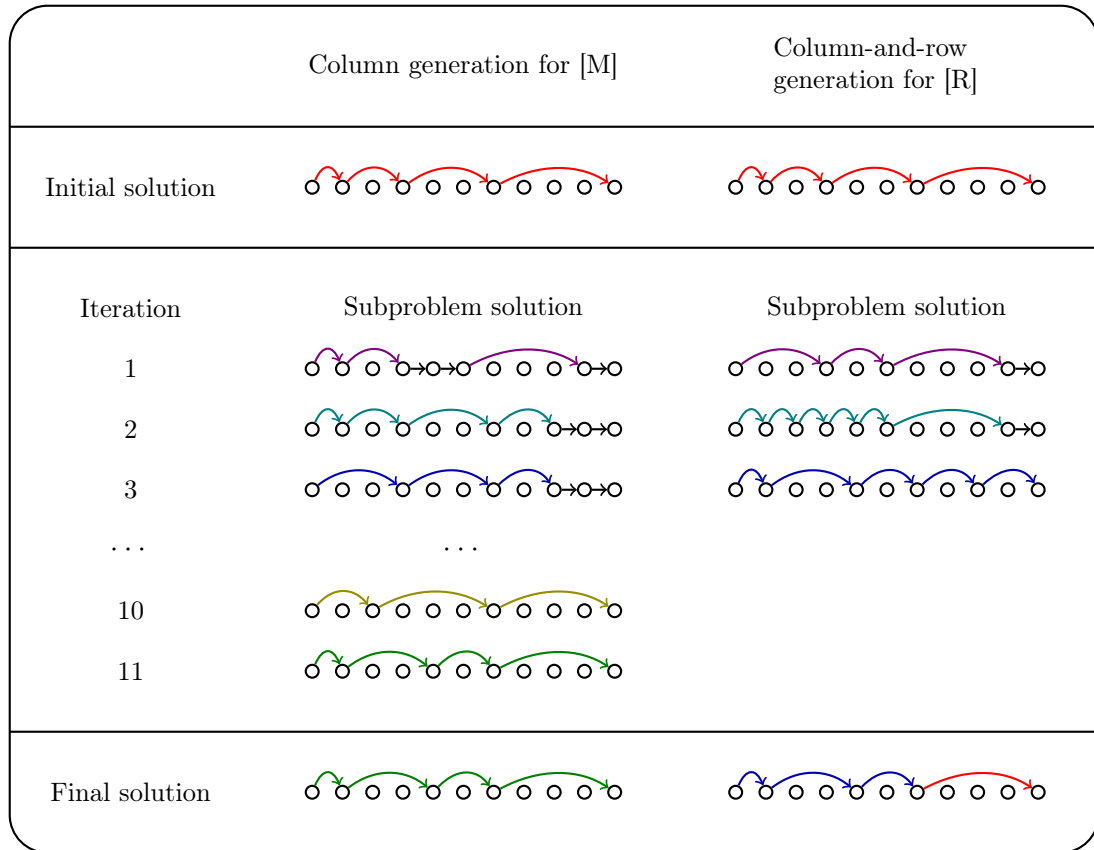 Column generation for [M]
Column-and-row
generation for [R]
Initial solution
Iteration
Subproblem solution
Subproblem solution
1
2
3
. . .
. . .
10
11
Final solution